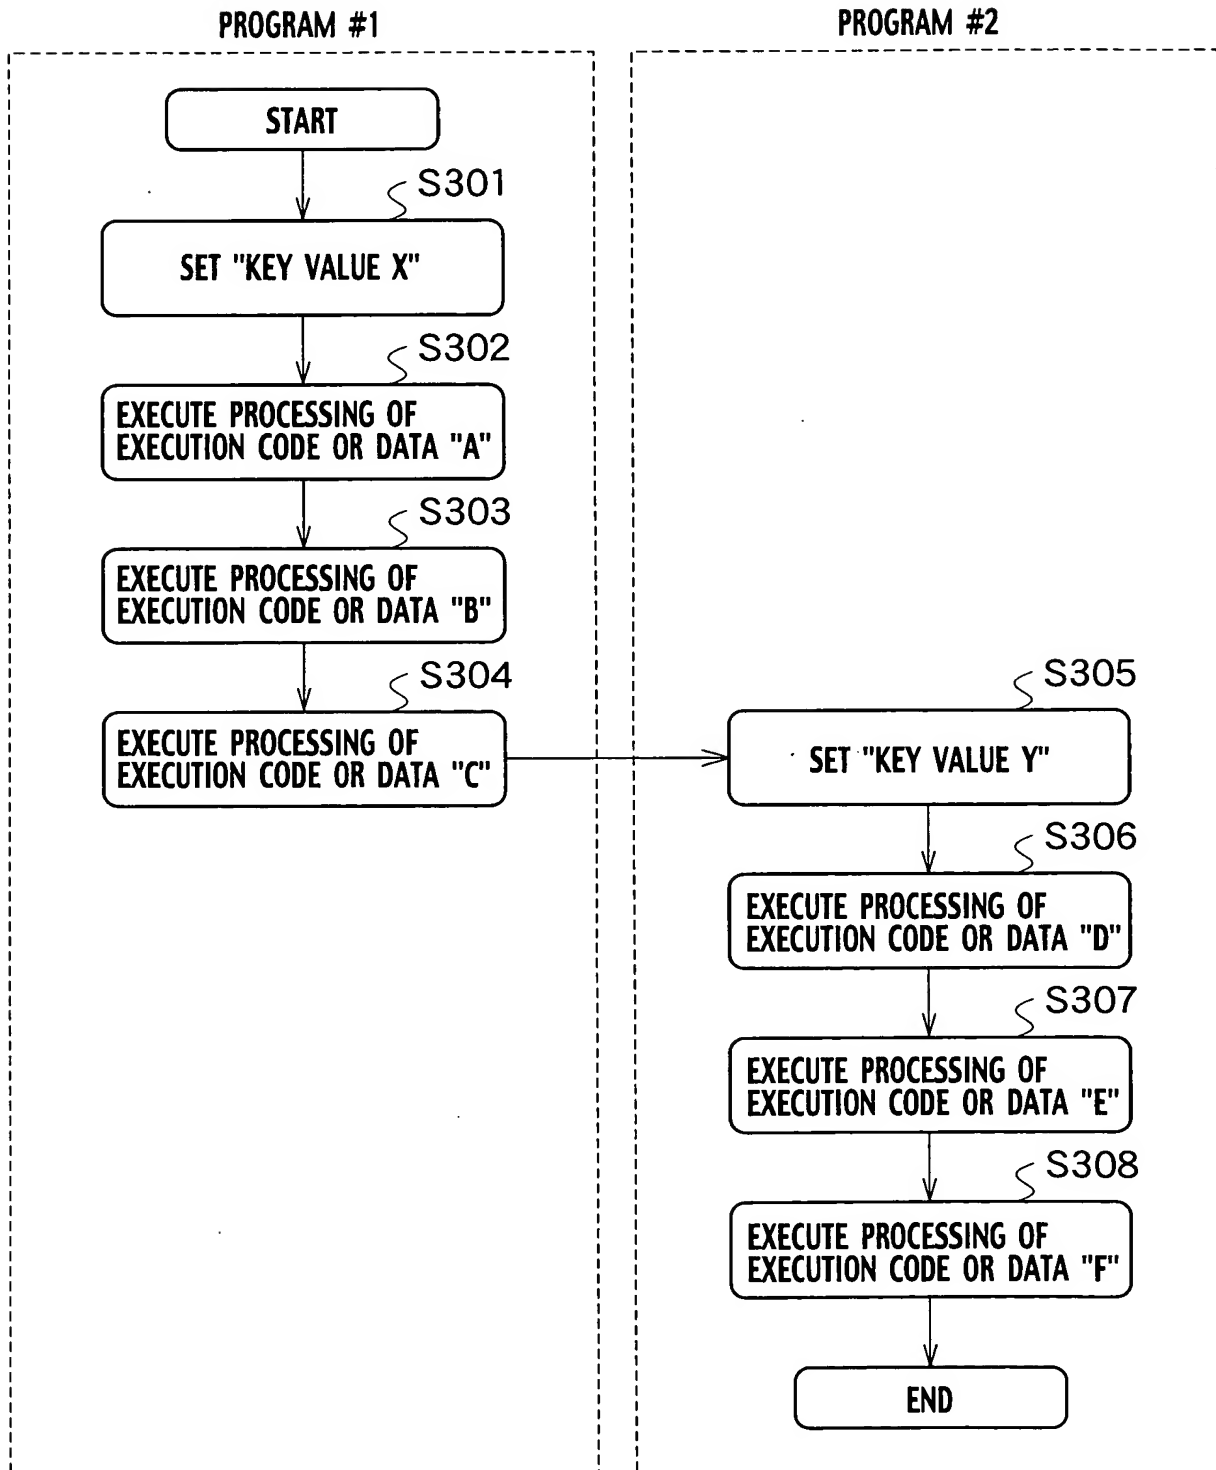 PROGRAM #1
START
S301
SET "KEY VALUE X"
S302
EXECUTE PROCESSING OF
EXECUTION CODE OR DATA "A"
S303
EXECUTE PROCESSING OF
EXECUTION CODE OR DATA "B"
S304
EXECUTE PROCESSING OF
EXECUTION CODE OR DATA "C"
PROGRAM #2
S305
SET "KEY VALUE Y"
S306
EXECUTE PROCESSING OF
EXECUTION CODE OR DATA "D"
S307
EXECUTE PROCESSING OF
EXECUTION CODE OR DATA "E"
S308
EXECUTE PROCESSING OF
EXECUTION CODE OR DATA "F"
END